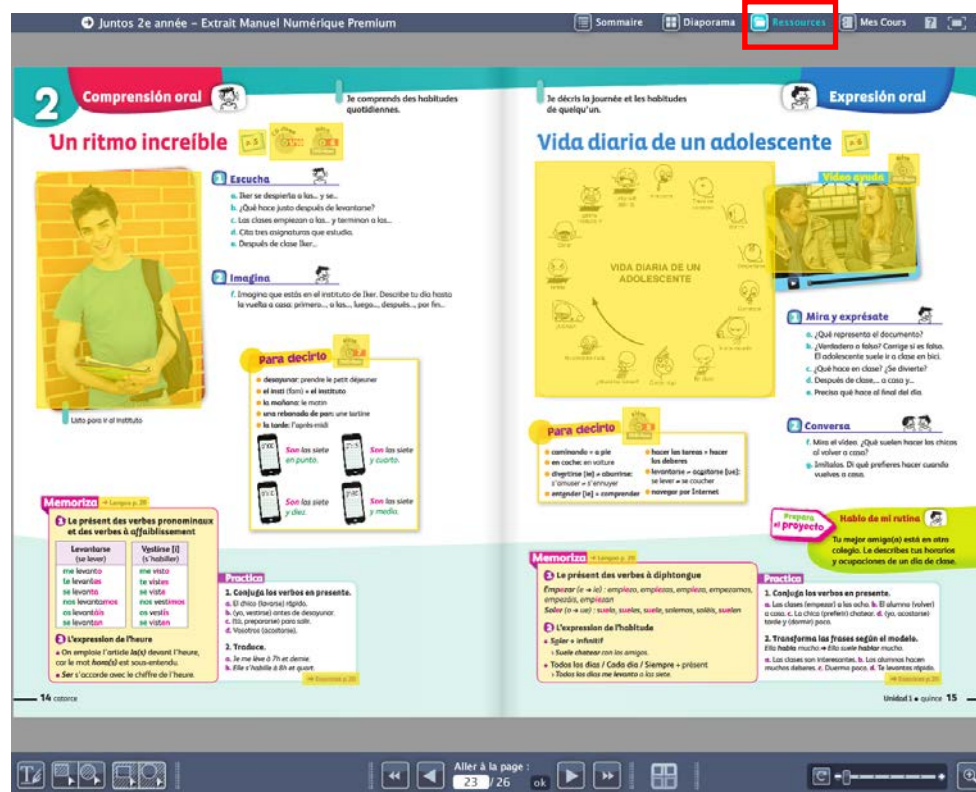 Juntos 2e année – Extrait Manuel Numérique Premium
Sommaire
Diaporama
Ressources
Mes Cours
?
2
Comprensión oral
Je comprends des habitudes
quotidiennes.
Un ritmo increíble
p. 5
1 Escucha
a. Iker se despierta a las... y se...
b. ¿Qué hace justo después de levantarse?
c. Las clases empiezan a las... y terminan a las...
d. Cita tres asignaturas que estudia.
e. Después de clase Iker...
2 Imagina
f. Imagina que estás en el instituto de Iker. Describe tu día hasta
la vuelta a casa: primero..., a las..., luego..., después..., por fin...
Listo para ir al instituto
Para decirlo
desayunar: prendre le petit déjeuner
el insti (fam) = el instituto
la mañana: le matin
una rebanada de pan: une tartine
la tarde: l'après-midi
Son las siete
en punto.
Son las siete
y cuarto.
Son las siete
y diez.
Son las siete
y media.
Memoriza → Lengua p. 20
Le présent des verbes pronominaux
et des verbes à affaiblissement
Levantarse
(se lever)
Vestirse [i]
(s'habiller)
me levanto
me visto
te levantas
te vistes
se levanta
se viste
nos levantamos
nos vestimos
os levantáis
os vestís
se levantan
se visten
L'expression de l'heure
On emploie l'article la(s) devant l'heure,
car le mot hora(s) est sous-entendu.
Ser s'accorde avec le chiffre de l'heure.
Practica
1. Conjuga los verbos en presente.
a. El chico (lavarse) rápido.
b. (yo, vestirse) antes de desayunar.
c. (tú, prepararse) para salir.
d. Vosotros (acostarse).
2. Traduce.
a. Je me lève à 7h et demie.
b. Elle s'habille à 8h et quart.
→ Ejercicios p. 20
14 catorce
Je décris la journée et les habitudes
de quelqu'un.
Expresión oral
Vida diaria de un adolescente
p. 6
VIDA DIARIA DE UN
ADOLESCENTE
Vídeo ayuda
1 Mira y exprésate
a. ¿Qué representa el documento?
b. ¿Verdadero o falso? Corrige si es falso.
El adolescente suele ir a clase en bici.
c. ¿Qué hace en clase? ¿Se divierte?
d. Después de clase,... a casa y...
e. Precisa qué hace al final del día.
2 Conversa
f. Mira el vídeo. ¿Qué suelen hacer las chicas
al volver a casa?
g. Imítalas. Di qué prefieres hacer cuando
vuelves a casa.
Para decirlo
caminando = a pie
en coche: en voiture
divertirse [ie] ≠ aburrirse:
s'amuser ≠ s'ennuyer
entender [ie] = comprender
hacer las tareas = hacer
los deberes
levantarse ≠ acostarse [ue]:
se lever ≠ se coucher
navegar por Internet
Prepara
el proyecto
Hablo de mi rutina
Tu mejor amigo(a) está en otro
colegio. Le describes tus horarios
y ocupaciones de un día de clase.
Memoriza → Lengua p. 20
Le présent des verbes à diphtongue
Empezar (e → ie) : empiezo, empiezas, empieza, empezamos,
empezáis, empiezan
Soler (o → ue) : suelo, sueles, suele, solemos, soléis, suelen
L'expression de l'habitude
Soler + infinitif
› Suele chatear con los amigos.
Todos los días / Cada día / Siempre + présent
› Todos los días me levanto a las siete.
Practica
1. Conjuga los verbos en presente.
a. Las clases (empezar) a las ocho. b. El alumno (volver)
a casa. c. La chica (preferir) chatear. d. (yo, acostarse)
tarde y (dormir) poco.
2. Transforma las frases según el modelo.
Ella habla mucho. → Ella suele hablar mucho.
a. Las clases son interesantes. b. Los alumnos hacen
muchos deberes. c. Duermo poco. d. Te levantas rápido.
→ Ejercicios p. 20
Unidad 1 • quince 15
Aller à la page :
23 / 26 ok